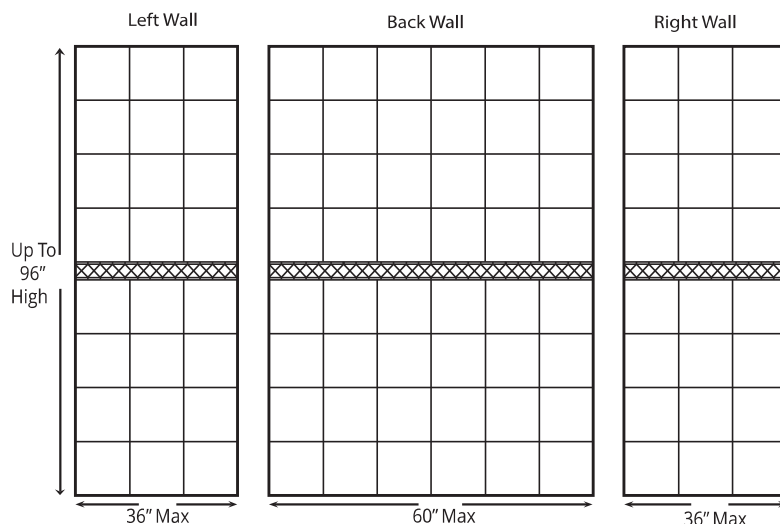 Left Wall
Back Wall
Right Wall
Up To
96”
High
36” Max
60” Max
36” Max